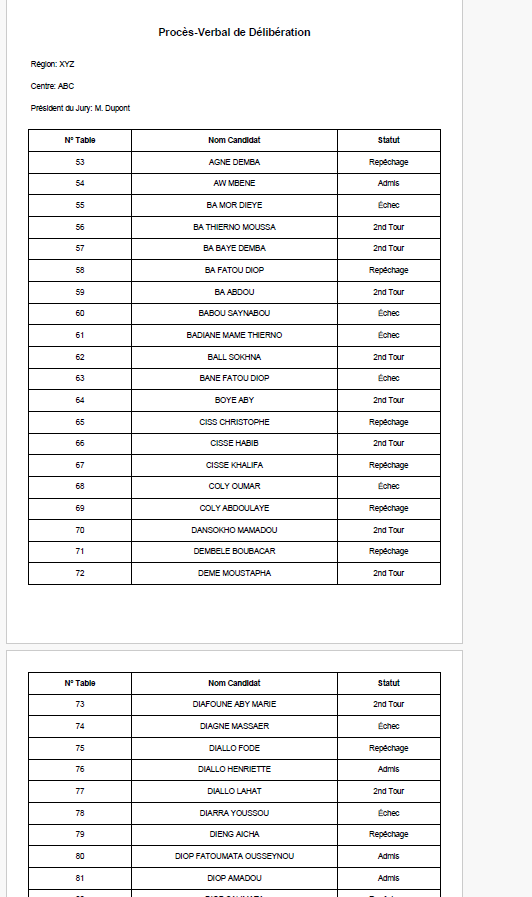 Procès-Verbal de Délibération
Région: XYZ
Centre: ABC
Président du Jury: M. Dupont
N° Table Nom Candidat Statut
53 AGNE DEMBA Repêchage
54 AW MBENE Admis
55 BA MOR DIEYE Échec
56 BA THIERNO MOUSSA 2nd Tour
57 BA BAYE DEMBA 2nd Tour
58 BA FATOU DIOP Repêchage
59 BA ABDOU 2nd Tour
60 BABOU SAYNABOU Échec
61 BADIANE MAME THIERNO Échec
62 BALL SOKHNA 2nd Tour
63 BANE FATOU DIOP Échec
64 BOYE ABY 2nd Tour
65 CISS CHRISTOPHE Repêchage
66 CISSE HABIB 2nd Tour
67 CISSE KHALIFA Repêchage
68 COLY OUMAR Échec
69 COLY ABDOULAYE Repêchage
70 DANSOKHO MAMADOU 2nd Tour
71 DEMBELE BOUBACAR Repêchage
72 DEME MOUSTAPHA 2nd Tour
N° Table Nom Candidat Statut
73 DIAFOUNE ABY MARIE 2nd Tour
74 DIAGNE MASSAER Échec
75 DIALLO FODE Repêchage
76 DIALLO HENRIETTE Admis
77 DIALLO LAHAT 2nd Tour
78 DIARRA YOUSSOU Échec
79 DIENG AICHA Repêchage
80 DIOP FATOUMATA OUSSEYNOU Admis
81 DIOP AMADOU Admis